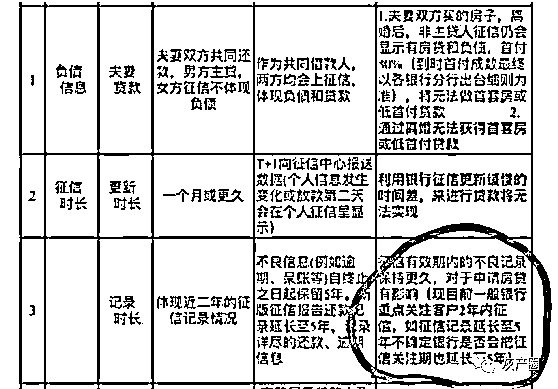 1
负债
信息
夫妻
贷款
夫妻双方共同还
款，男方主贷，
女方征信不体现
负债
作为共同借款人，
两方均会上征信，
体现负债和贷款
1.夫妻双方买的房子，离
婚后，非主贷人征信仍会
显示有房贷和负债，首付
（到时首付成数最终
以各银行分行出台细则为
准），将无法做首套房或
低首付贷款 2.
通过离婚无法获得首套房
或低首付贷款
2
征信
时长
更新
时长
一个月或更久
T+1向征信中心报送
数据(个人信息发生
变化或放款第二天
会在个人征信里显
示)
利用银行征信更新缓慢的
时间差，来进行贷款将无
法实现
3
记录
时长
体现近二年的征
信记录情况
不良信息(例如逾
期、呆账等)自终止
之日起保留5年。新
版征信报告还款记
录延长至5年，记录
详尽的还款、逾期
信息
征信有效期内的不良记录
保持更久，对于申请房贷
有影响（现目前一般银行
重点关注客户2年内征
信，如征信记录延长至5
年不确定银行是否会把征
信关注期也延长至5年）